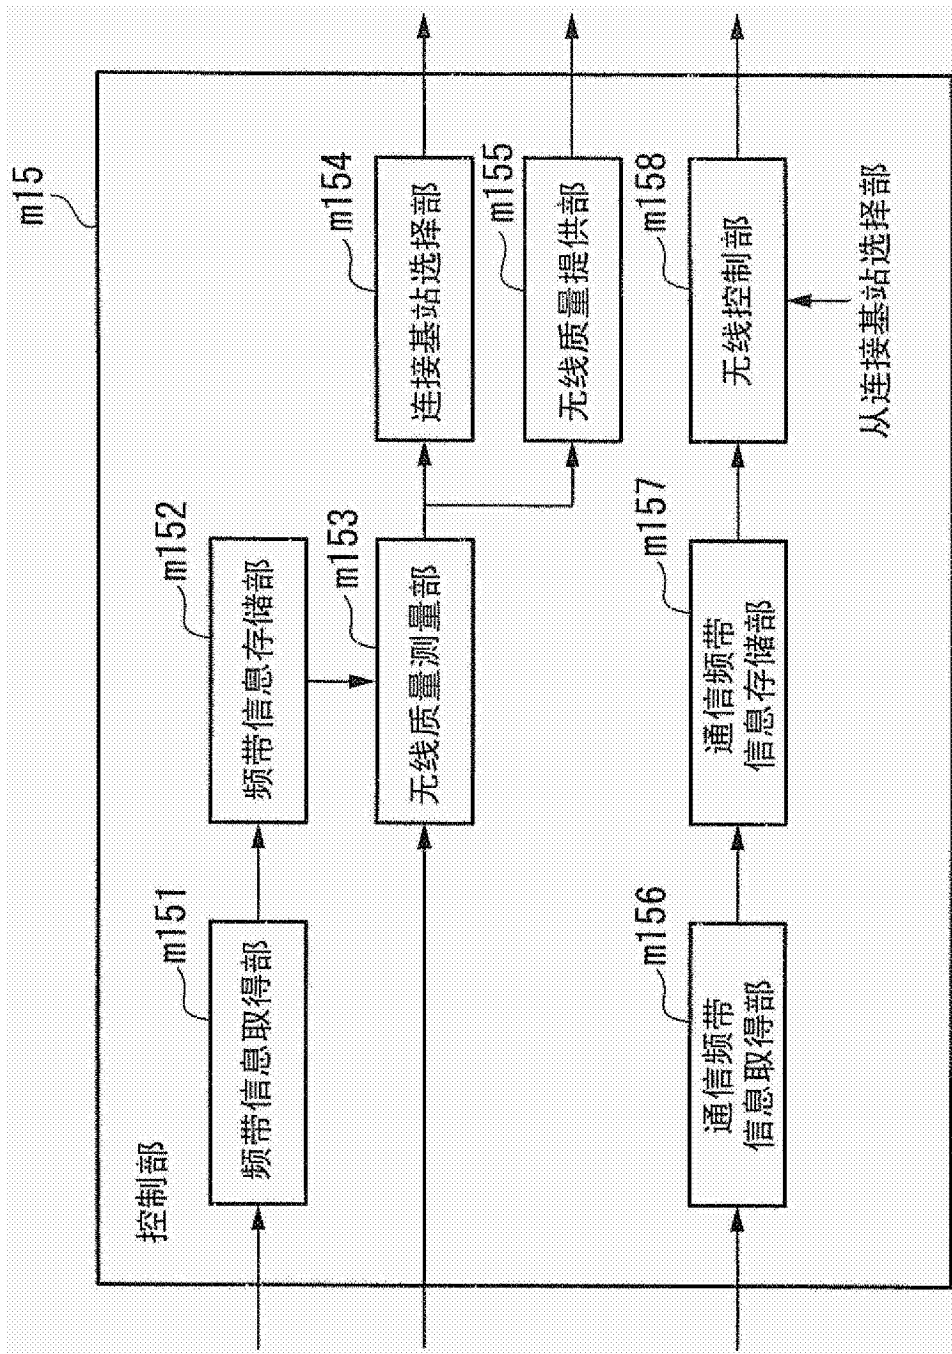 m15
控制部
m151
频带信息取得部
m152
频带信息存储部
m153
无线质量测量部
m154
连接基站选择部
m155
无线质量提供部
m156
通信频带
信息取得部
m157
通信频带
信息存储部
m158
无线控制部
从连接基站选择部